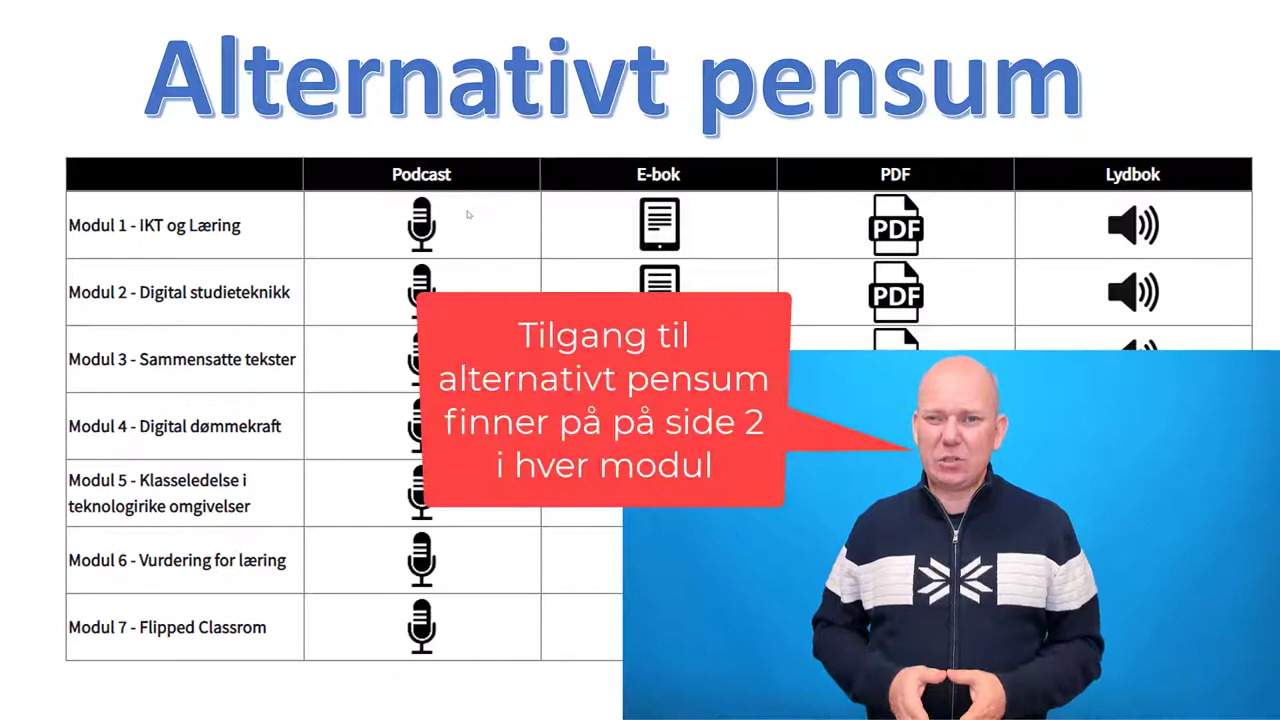 Alternativt pensum
Podcast E-bok PDF Lydbok
Modul 1 - IKT og Læring PDF
Modul 2 - Digital studieteknikk PDF
Modul 3 - Sammensatte tekster
Modul 4 - Digital dømmekraft
Modul 5 - Klasseledelse i
teknologirike omgivelser
Modul 6 - Vurdering for læring
Modul 7 - Flipped Classrom
Tilgang til
alternativt pensum
finner på på side 2
i hver modul